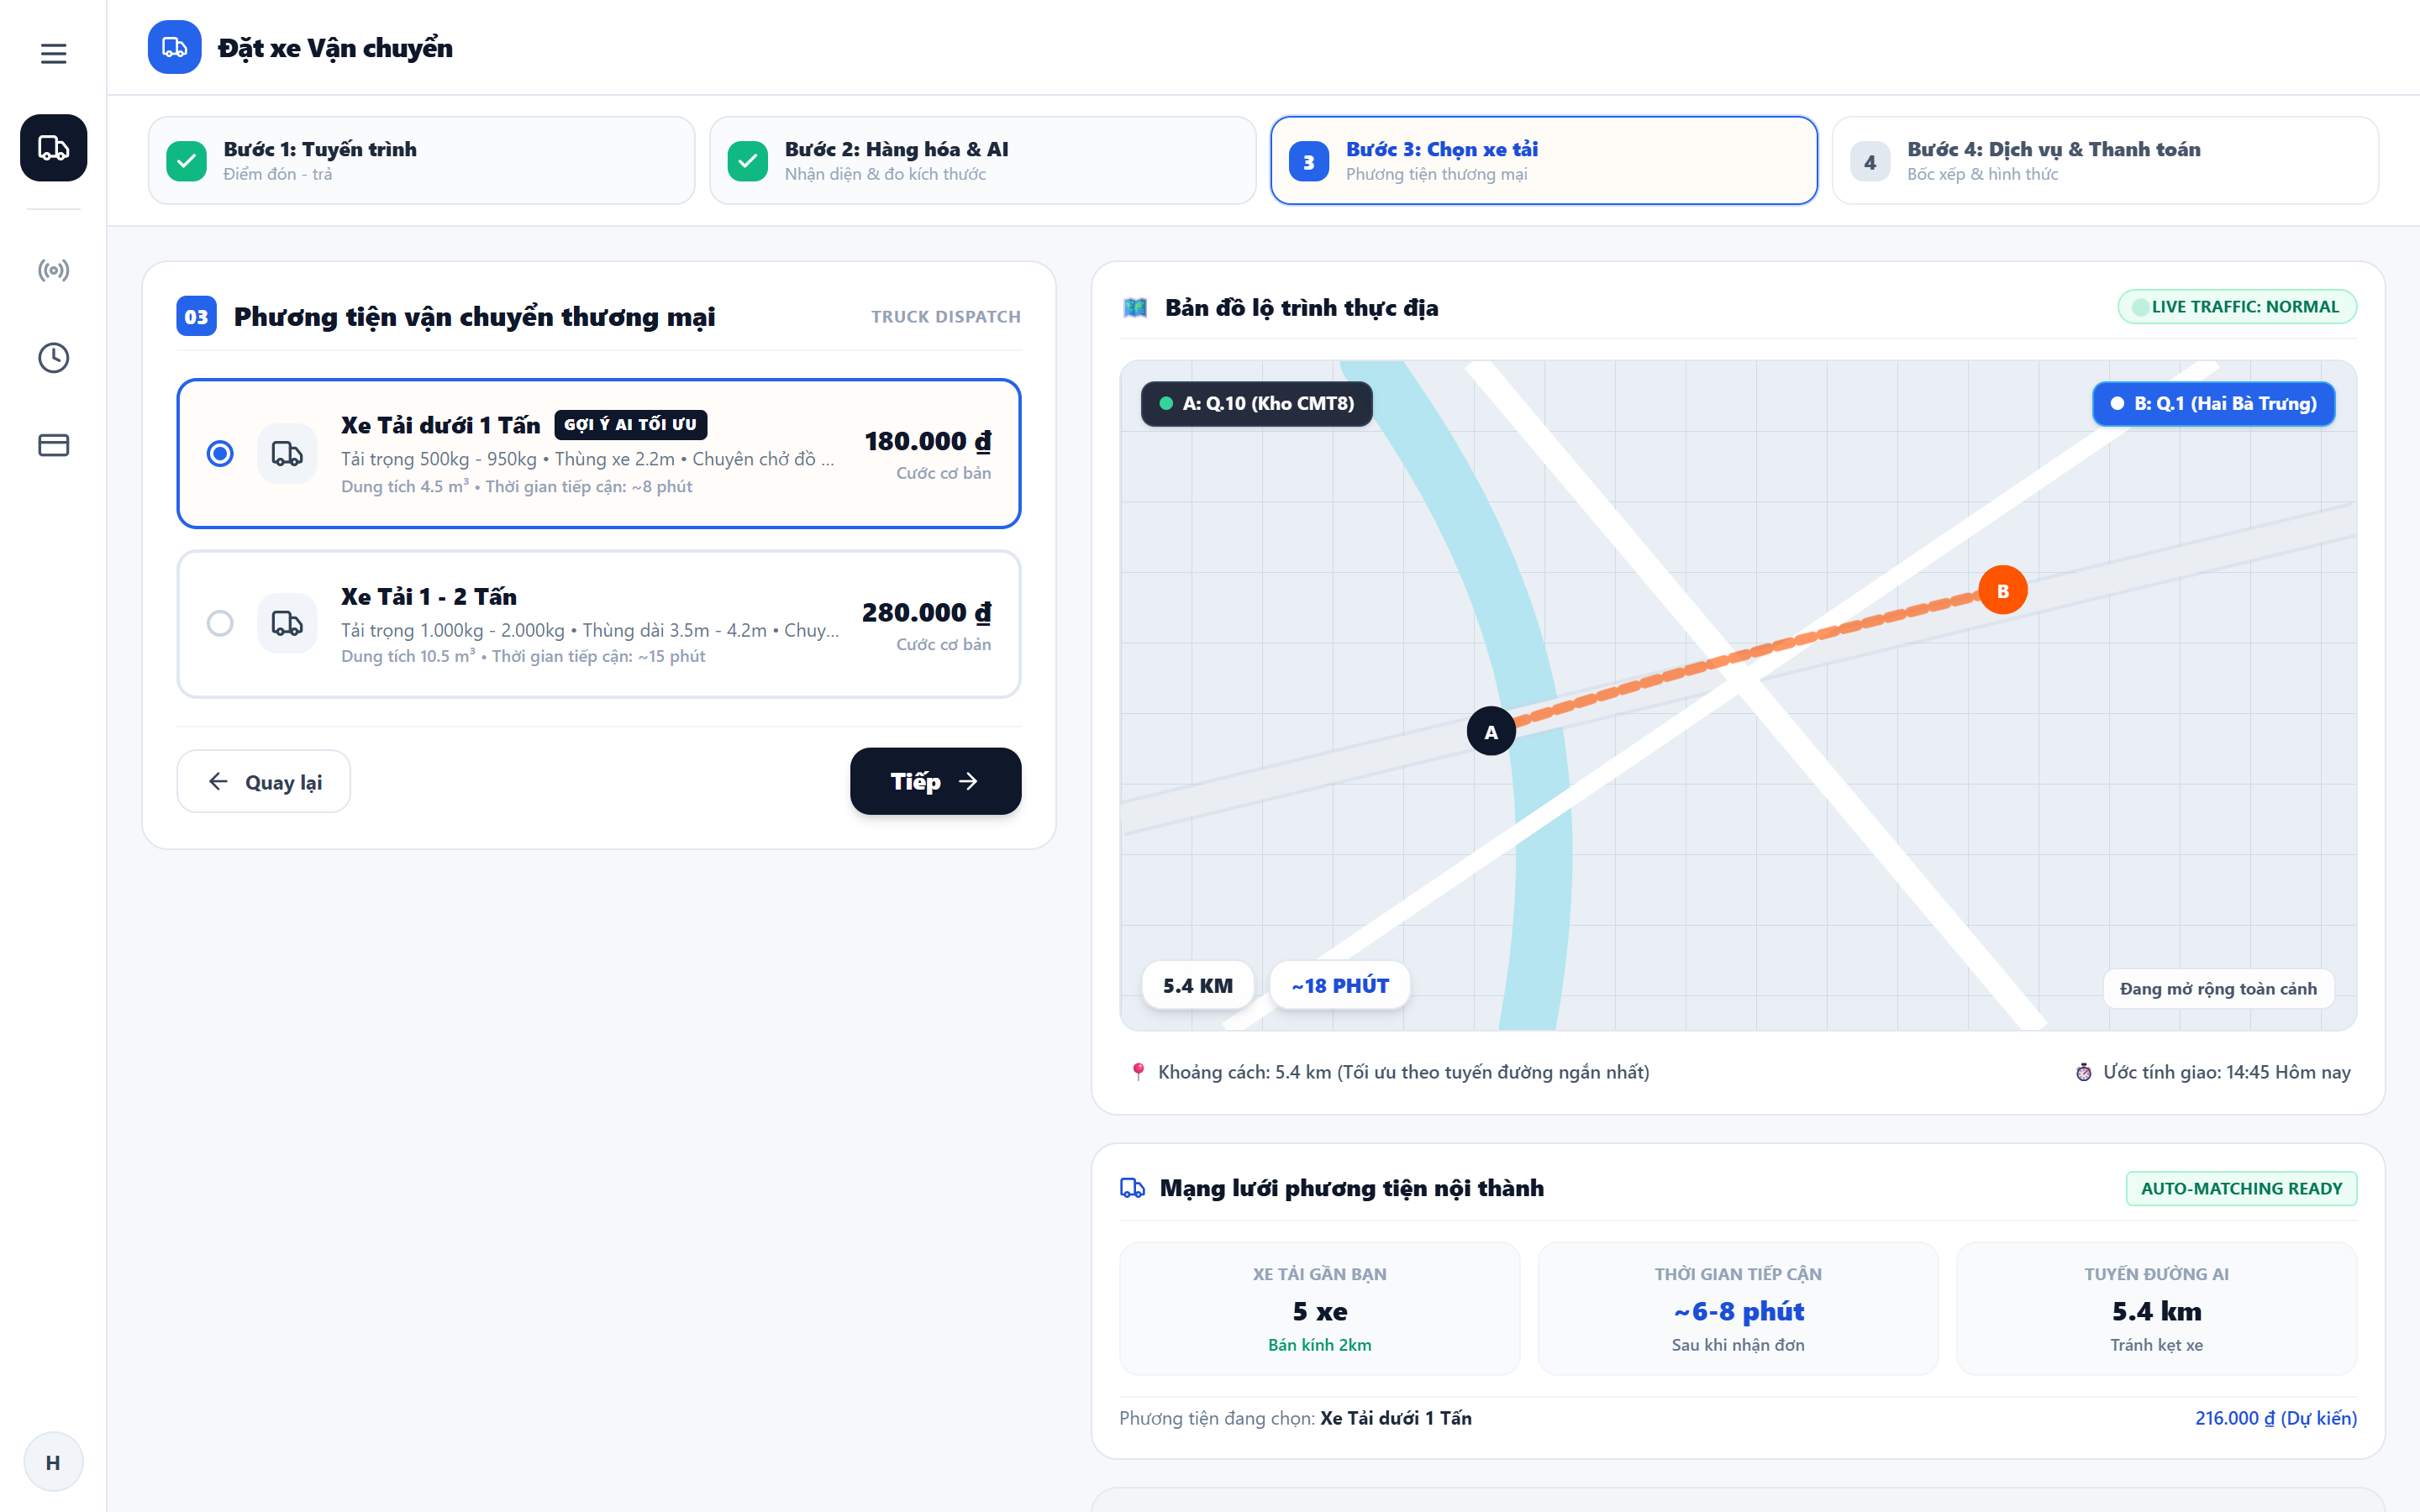 Đặt xe Vận chuyển
Bước 1: Tuyến trình
Điểm đón - trả
Bước 2: Hàng hóa & AI
Nhận diện & đo kích thước
3
Bước 3: Chọn xe tải
Phương tiện thương mại
4
Bước 4: Dịch vụ & Thanh toán
Bốc xếp & hình thức
03
Phương tiện vận chuyển thương mại
TRUCK DISPATCH
Xe Tải dưới 1 Tấn
GỢI Ý AI TỐI ƯU
Tải trọng 500kg - 950kg • Thùng xe 2.2m • Chuyên chở đồ ...
Dung tích 4.5 m³ • Thời gian tiếp cận: ~8 phút
180.000 ₫
Cước cơ bản
Xe Tải 1 - 2 Tấn
Tải trọng 1.000kg - 2.000kg • Thùng dài 3.5m - 4.2m • Chuy...
Dung tích 10.5 m³ • Thời gian tiếp cận: ~15 phút
280.000 ₫
Cước cơ bản
Quay lại
Tiếp
Bản đồ lộ trình thực địa
LIVE TRAFFIC: NORMAL
A: Q.10 (Kho CMT8)
B: Q.1 (Hai Bà Trưng)
B
A
5.4 KM
~18 PHÚT
Đang mở rộng toàn cảnh
Khoảng cách: 5.4 km (Tối ưu theo tuyến đường ngắn nhất)
Ước tính giao: 14:45 Hôm nay
Mạng lưới phương tiện nội thành
AUTO-MATCHING READY
XE TẢI GẦN BẠN
5 xe
Bán kính 2km
THỜI GIAN TIẾP CẬN
~6-8 phút
Sau khi nhận đơn
TUYẾN ĐƯỜNG AI
5.4 km
Tránh kẹt xe
Phương tiện đang chọn: Xe Tải dưới 1 Tấn
216.000 ₫ (Dự kiến)
H